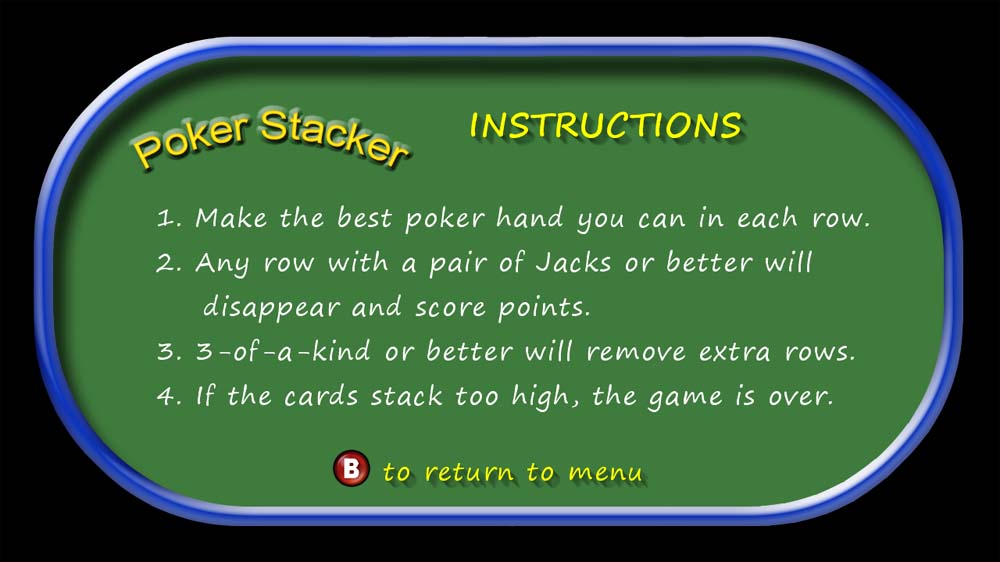 Poker Stacker
INSTRUCTIONS
1. Make the best poker hand you can in each row.
2. Any row with a pair of Jacks or better will
disappear and score points.
3. 3-of-a-kind or better will remove extra rows.
4. If the cards stack too high, the game is over.
B to return to menu